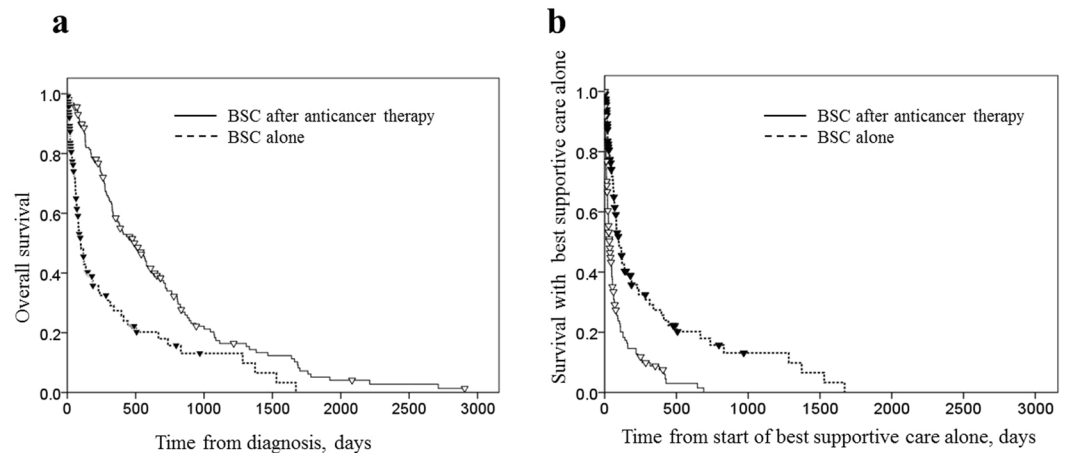 a
Overall survival
1.0
0.8
0.6
0.4
0.2
0.0
BSC after anticancer therapy
BSC alone
0 500 1000 1500 2000 2500 3000
Time from diagnosis, days
b
Survival with best supportive care alone
1.0
0.8
0.6
0.4
0.2
0.0
BSC after anticancer therapy
BSC alone
0 500 1000 1500 2000 2500 3000
Time from start of best supportive care alone, days